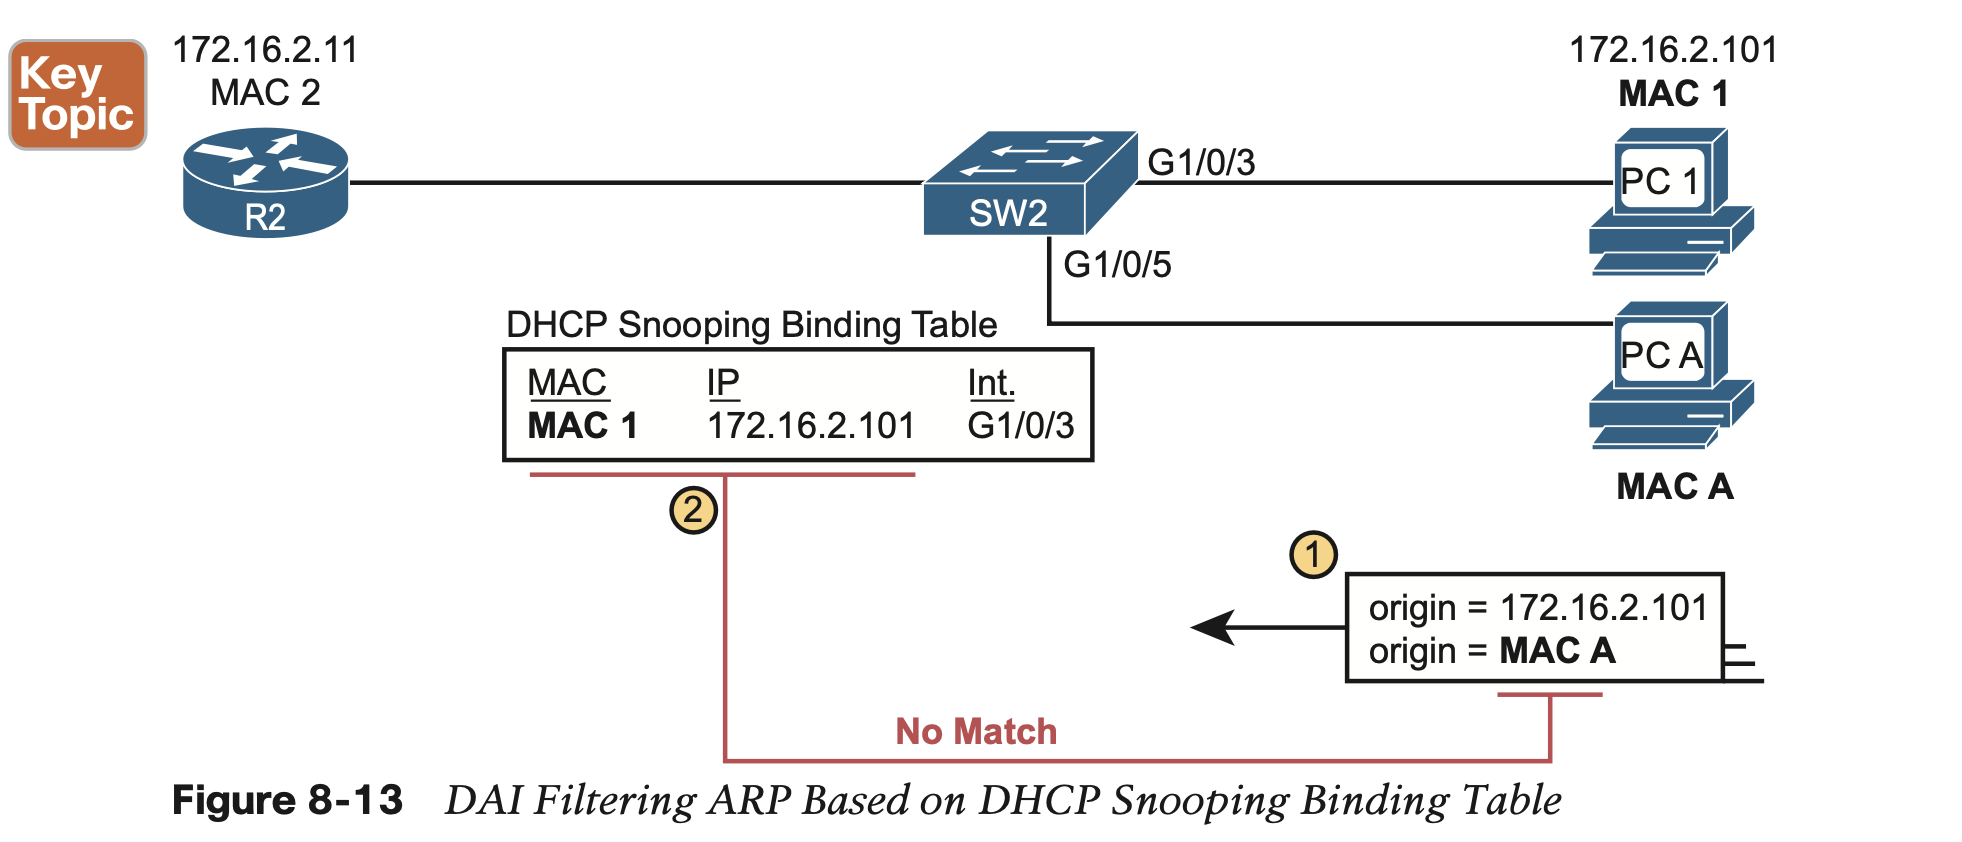 Key
Topic
172.16.2.11
MAC 2
R2
SW2
G1/0/3
G1/0/5
172.16.2.101
MAC 1
PC 1
PC A
MAC A
DHCP Snooping Binding Table
MAC IP Int.
MAC 1 172.16.2.101 G1/0/3
2
1
origin = 172.16.2.101
origin = MAC A
No Match
Figure 8-13 DAI Filtering ARP Based on DHCP Snooping Binding Table